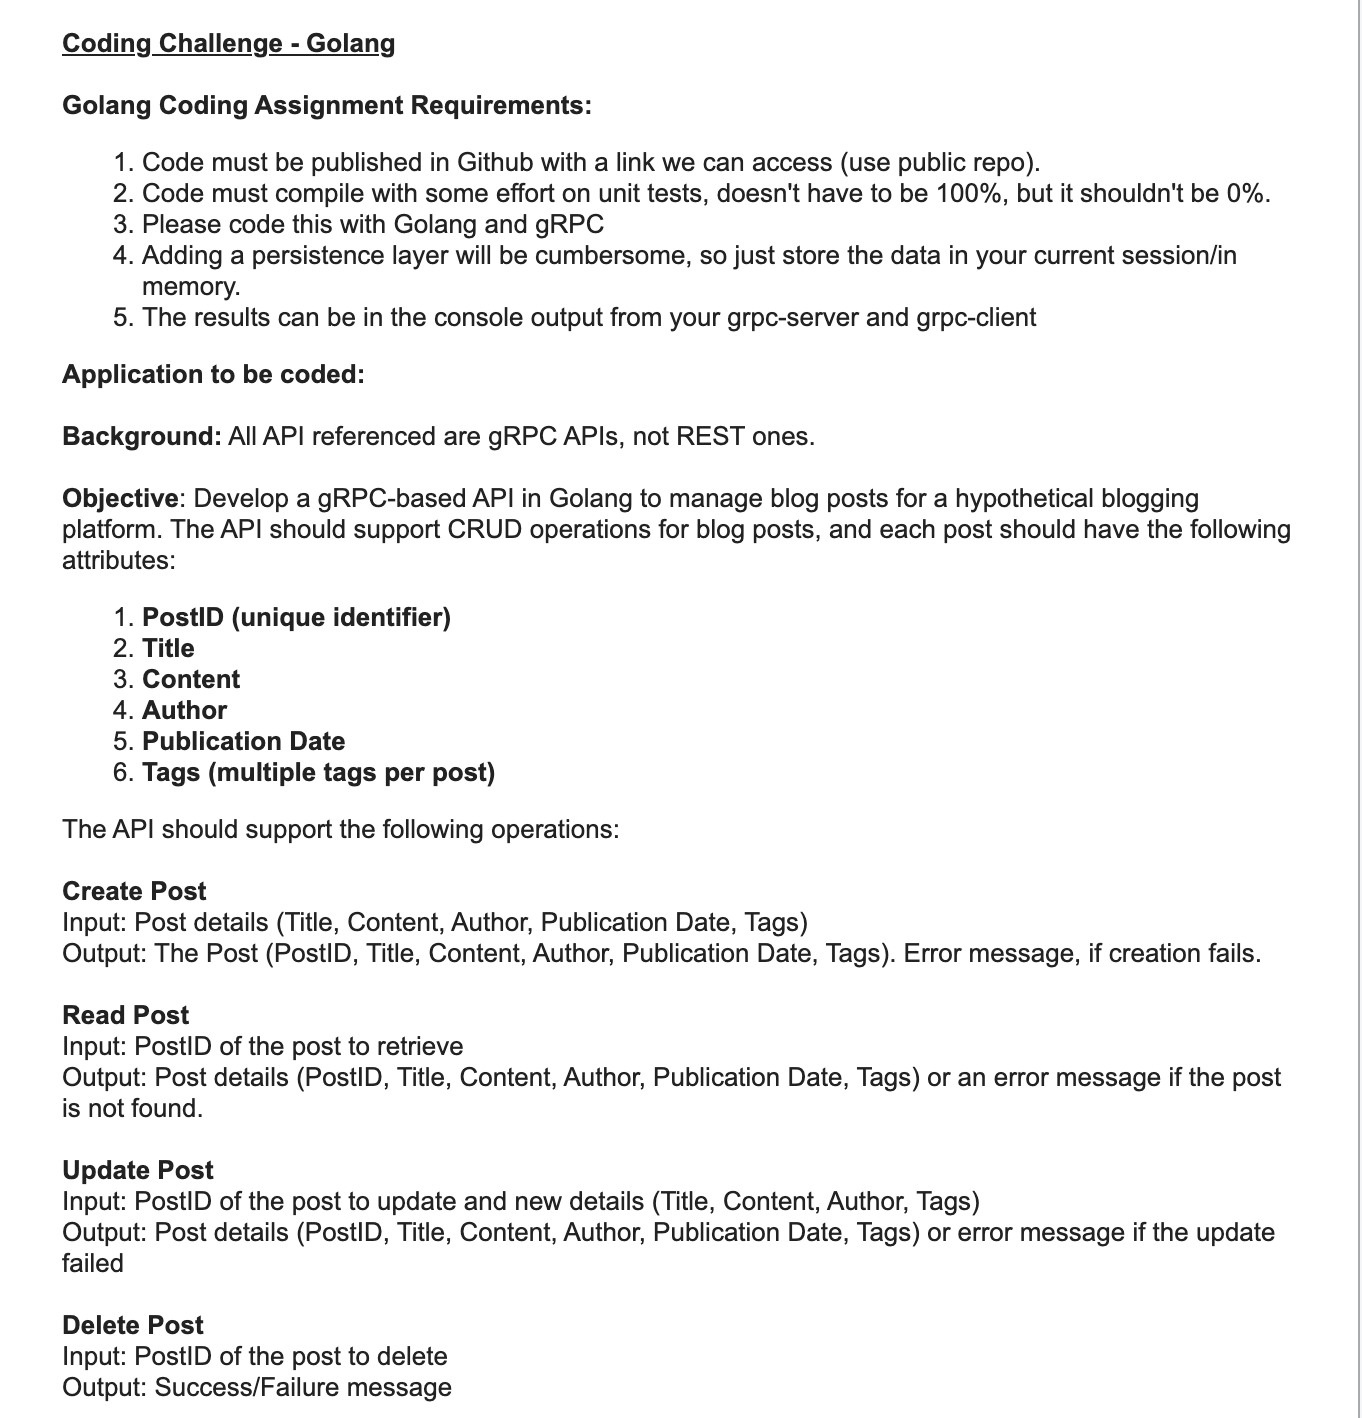 Coding Challenge - Golang
Golang Coding Assignment Requirements:
1. Code must be published in Github with a link we can access (use public repo).
2. Code must compile with some effort on unit tests, doesn't have to be 100%, but it shouldn't be 0%.
3. Please code this with Golang and gRPC
4. Adding a persistence layer will be cumbersome, so just store the data in your current session/in
memory.
5. The results can be in the console output from your grpc-server and grpc-client
Application to be coded:
Background: All API referenced are gRPC APIs, not REST ones.
Objective: Develop a gRPC-based API in Golang to manage blog posts for a hypothetical blogging
platform. The API should support CRUD operations for blog posts, and each post should have the following
attributes:
1. PostID (unique identifier)
2. Title
3. Content
4. Author
5. Publication Date
6. Tags (multiple tags per post)
The API should support the following operations:
Create Post
Input: Post details (Title, Content, Author, Publication Date, Tags)
Output: The Post (PostID, Title, Content, Author, Publication Date, Tags). Error message, if creation fails.
Read Post
Input: PostID of the post to retrieve
Output: Post details (PostID, Title, Content, Author, Publication Date, Tags) or an error message if the post
is not found.
Update Post
Input: PostID of the post to update and new details (Title, Content, Author, Tags)
Output: Post details (PostID, Title, Content, Author, Publication Date, Tags) or error message if the update
failed
Delete Post
Input: PostID of the post to delete
Output: Success/Failure message